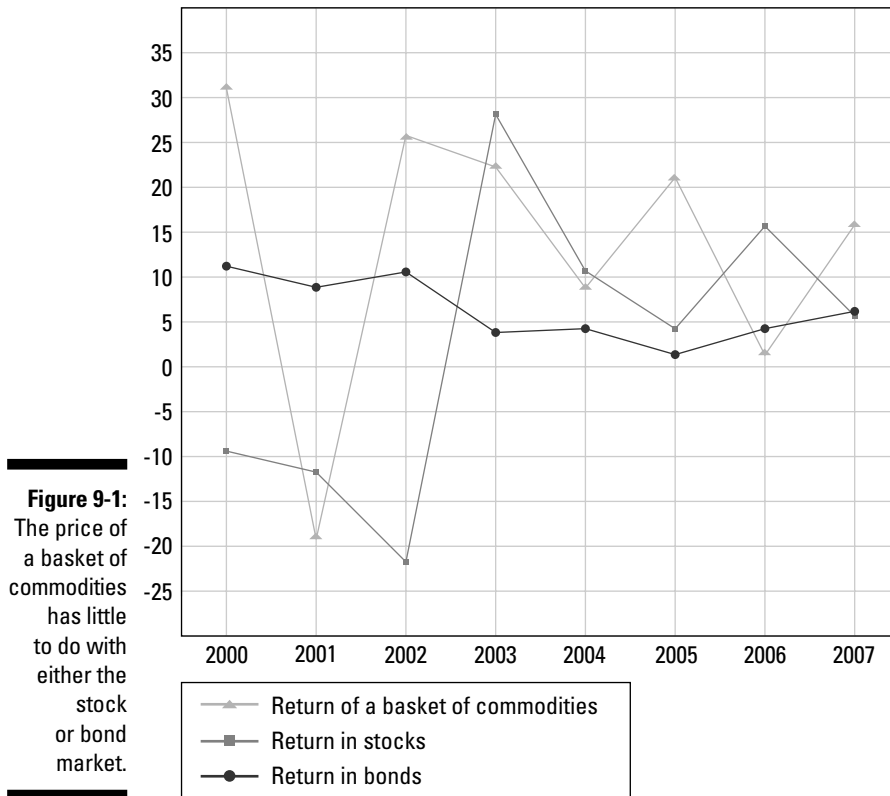 35
30
25
20
15
10
5
0
-5
-10
-15
-20
-25
2000 2001 2002 2003 2004 2005 2006 2007
Figure 9-1:
The price of
a basket of
commodities
has little
to do with
either the
stock
or bond
market.
Return of a basket of commodities
Return in stocks
Return in bonds